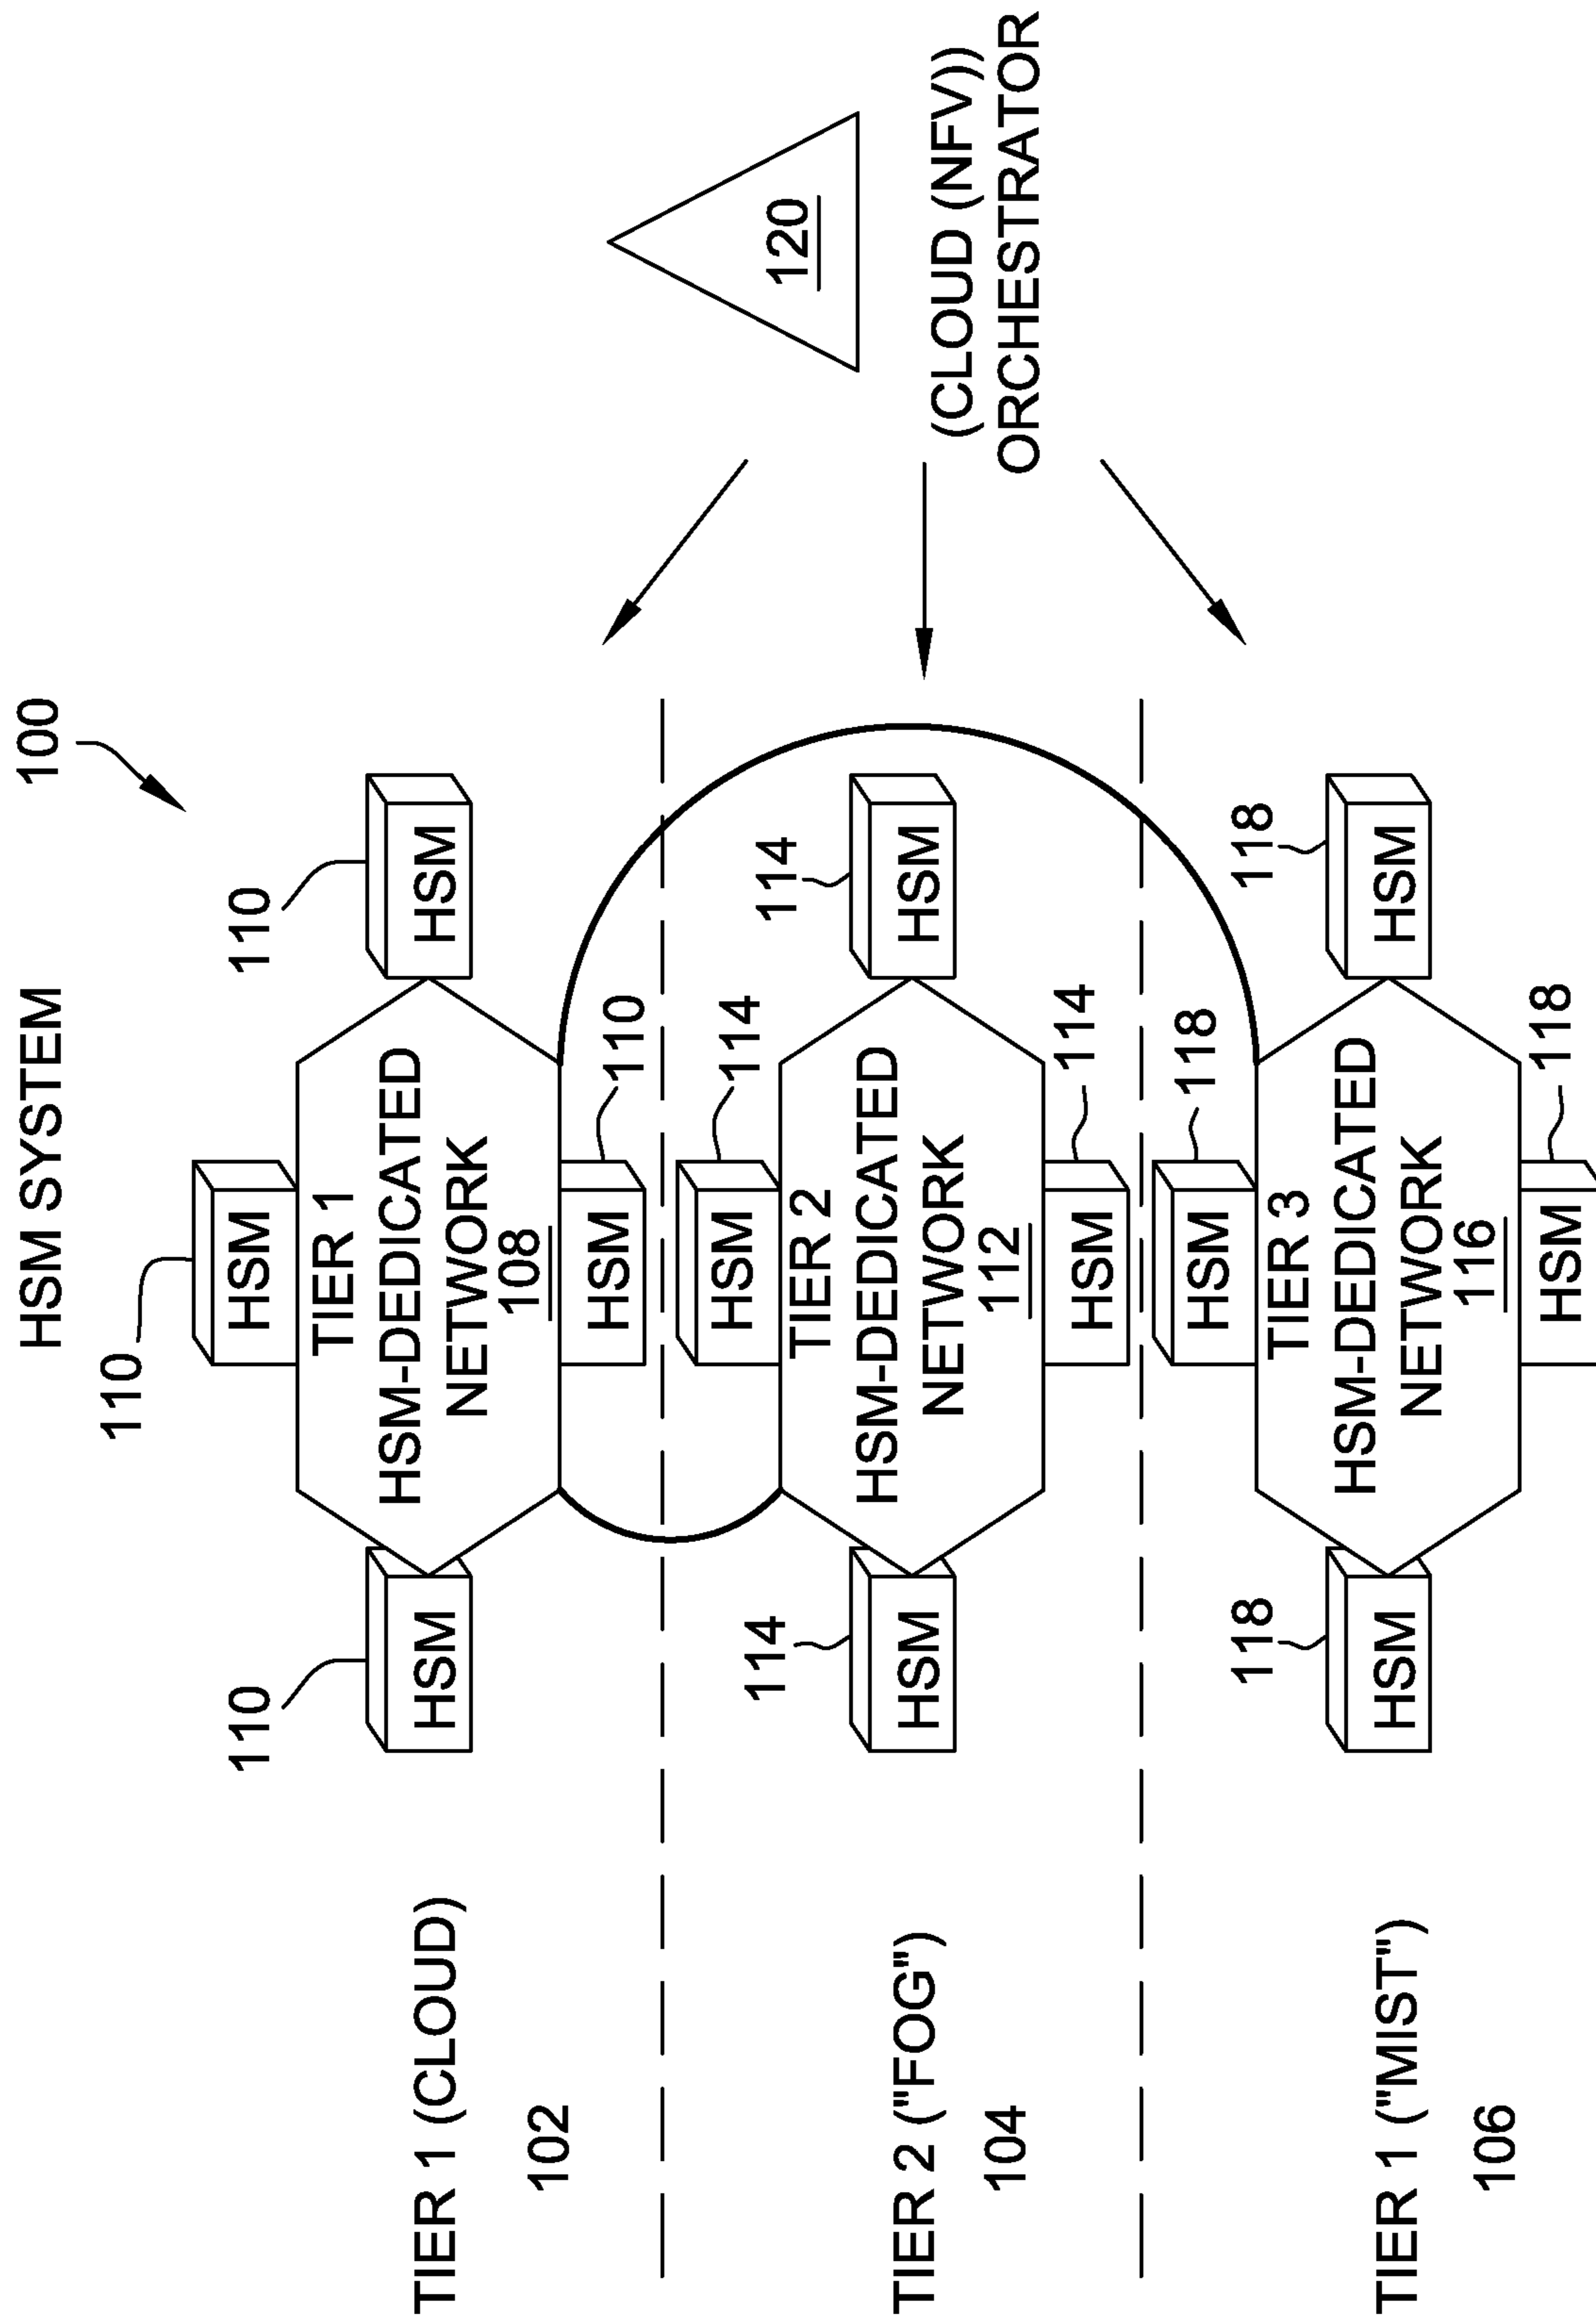 HSM SYSTEM
100
110
HSM
110
HSM
110
HSM
TIER 1
HSM-DEDICATED
NETWORK
108
HSM
110
TIER 1 (CLOUD)
102
HSM
114
114
HSM
114
HSM
TIER 2
HSM-DEDICATED
NETWORK
112
HSM
114
TIER 2 ("FOG")
104
HSM
118
118
HSM
118
HSM
TIER 3
HSM-DEDICATED
NETWORK
116
HSM
118
TIER 1 ("MIST")
106
120
(CLOUD (NFV))
ORCHESTRATOR